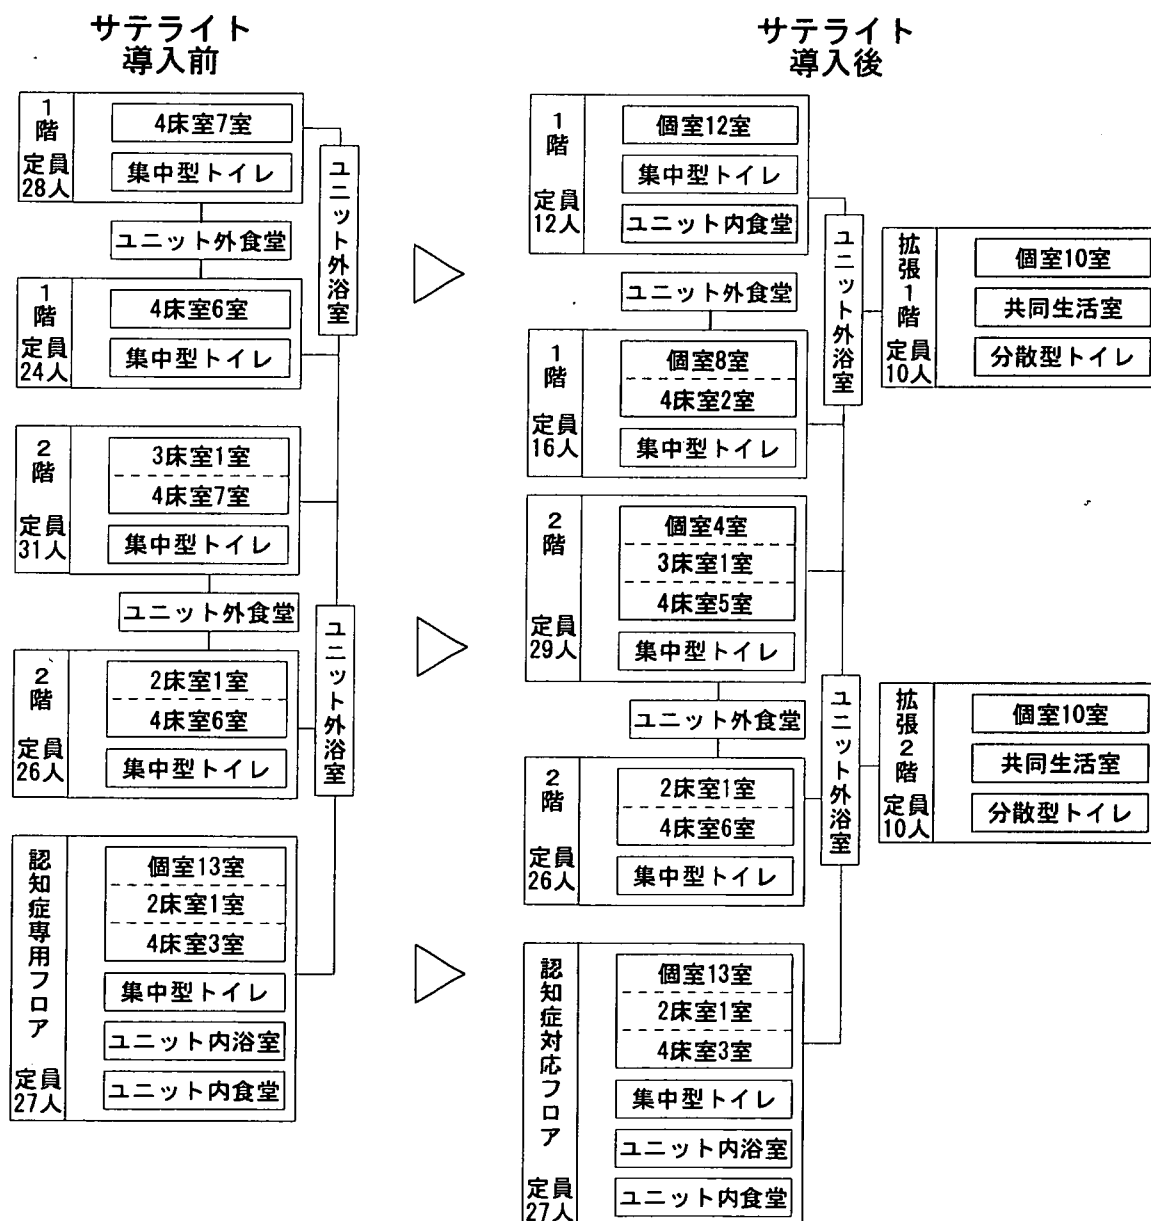 サテライト
導入前
1階
定員
28人
4床室7室
集中型トイレ
ユニット外食堂
1階
定員
24人
4床室6室
集中型トイレ
ユニット外浴室
2階
定員
31人
3床室1室
4床室7室
集中型トイレ
ユニット外食堂
2階
定員
26人
2床室1室
4床室6室
集中型トイレ
ユニット外浴室
認知症専用フロア
定員
27人
個室13室
2床室1室
4床室3室
集中型トイレ
ユニット内浴室
ユニット内食堂
サテライト
導入後
1階
定員
12人
個室12室
集中型トイレ
ユニット内食堂
ユニット外食堂
1階
定員
16人
個室8室
4床室2室
集中型トイレ
ユニット外浴室
拡張1階
定員
10人
個室10室
共同生活室
分散型トイレ
2階
定員
29人
個室4室
3床室1室
4床室5室
集中型トイレ
ユニット外食堂
2階
定員
26人
2床室1室
4床室6室
集中型トイレ
ユニット外浴室
拡張2階
定員
10人
個室10室
共同生活室
分散型トイレ
認知症対応フロア
定員
27人
個室13室
2床室1室
4床室3室
集中型トイレ
ユニット内浴室
ユニット内食堂